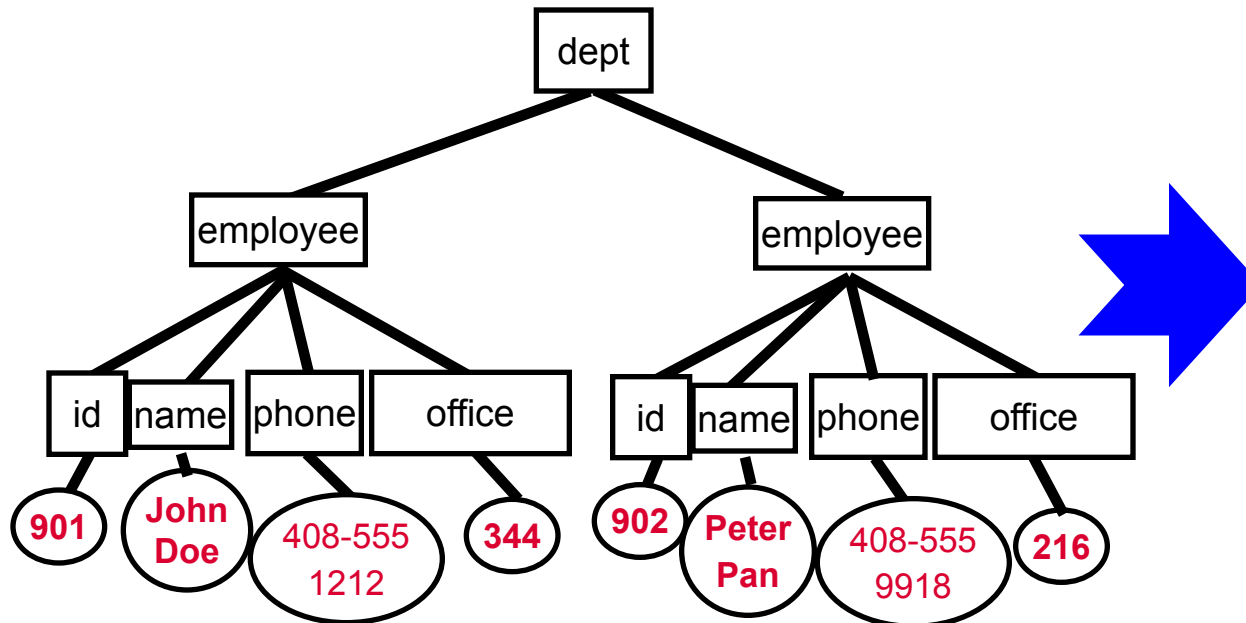 dept
employee
employee
id
name
phone
office
id
name
phone
office
901
John
Doe
408-555
1212
344
902
Peter
Pan
408-555
9918
216